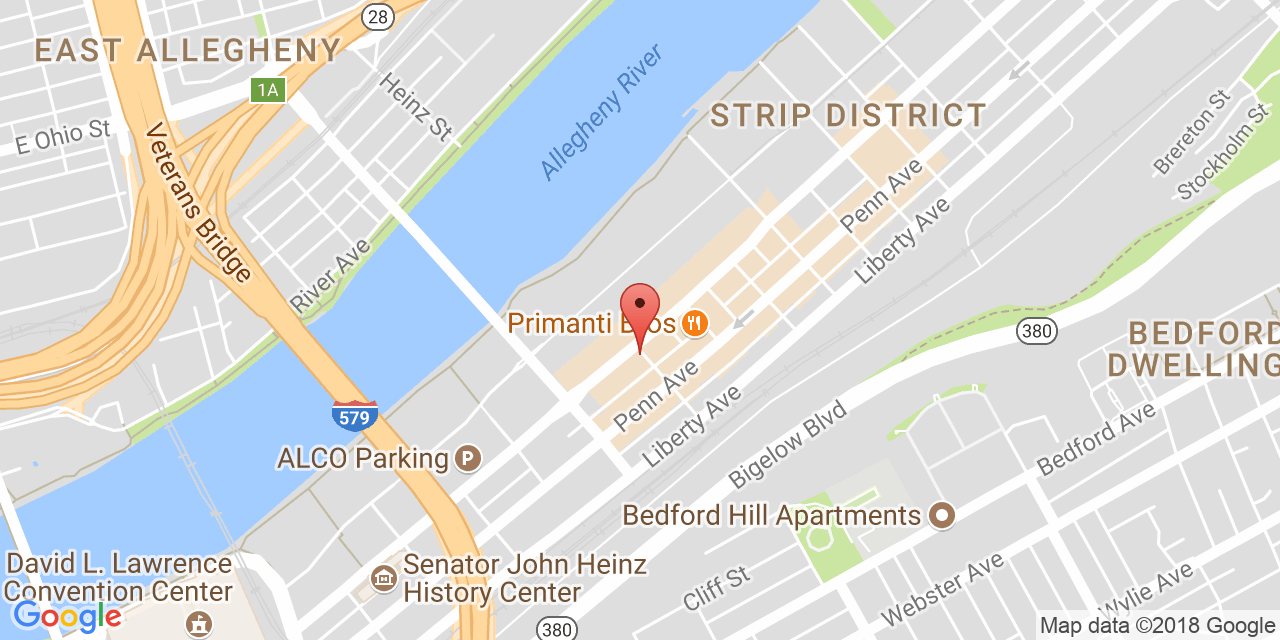 28
EAST ALLEGHENY
1A
Heinz St
Allegheny River
STRIP DISTRICT
E Ohio St
Veterans Bridge
Brereton St
Stockholm St
Penn Ave
Liberty Ave
River Ave
Primanti Bros
380
BEDFORD
DWELLING
579
Penn Ave
Liberty Ave
Bigelow Blvd
Bedford Ave
ALCO Parking
P
Bedford Hill Apartments
David L. Lawrence
Convention Center
Senator John Heinz
History Center
Cliff St
Webster Ave
Wylie Ave
Google
380
Map data ©2018 Google